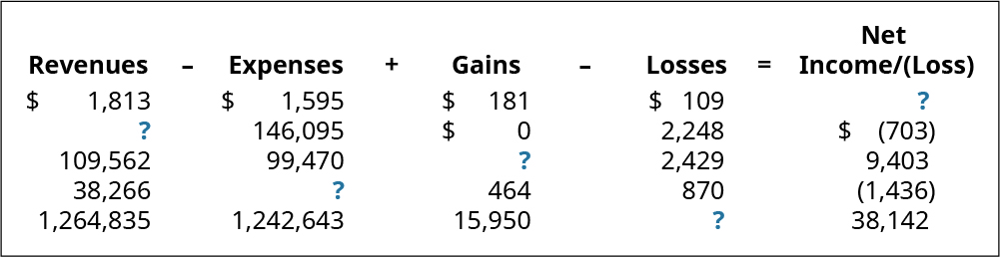 Net
Revenues – Expenses + Gains – Losses = Income/(Loss)
$ 1,813 $ 1,595 $ 181 $ 109 ?
? 146,095 $ 0 2,248 $ (703)
109,562 99,470 ? 2,429 9,403
38,266 ? 464 870 (1,436)
1,264,835 1,242,643 15,950 ? 38,142